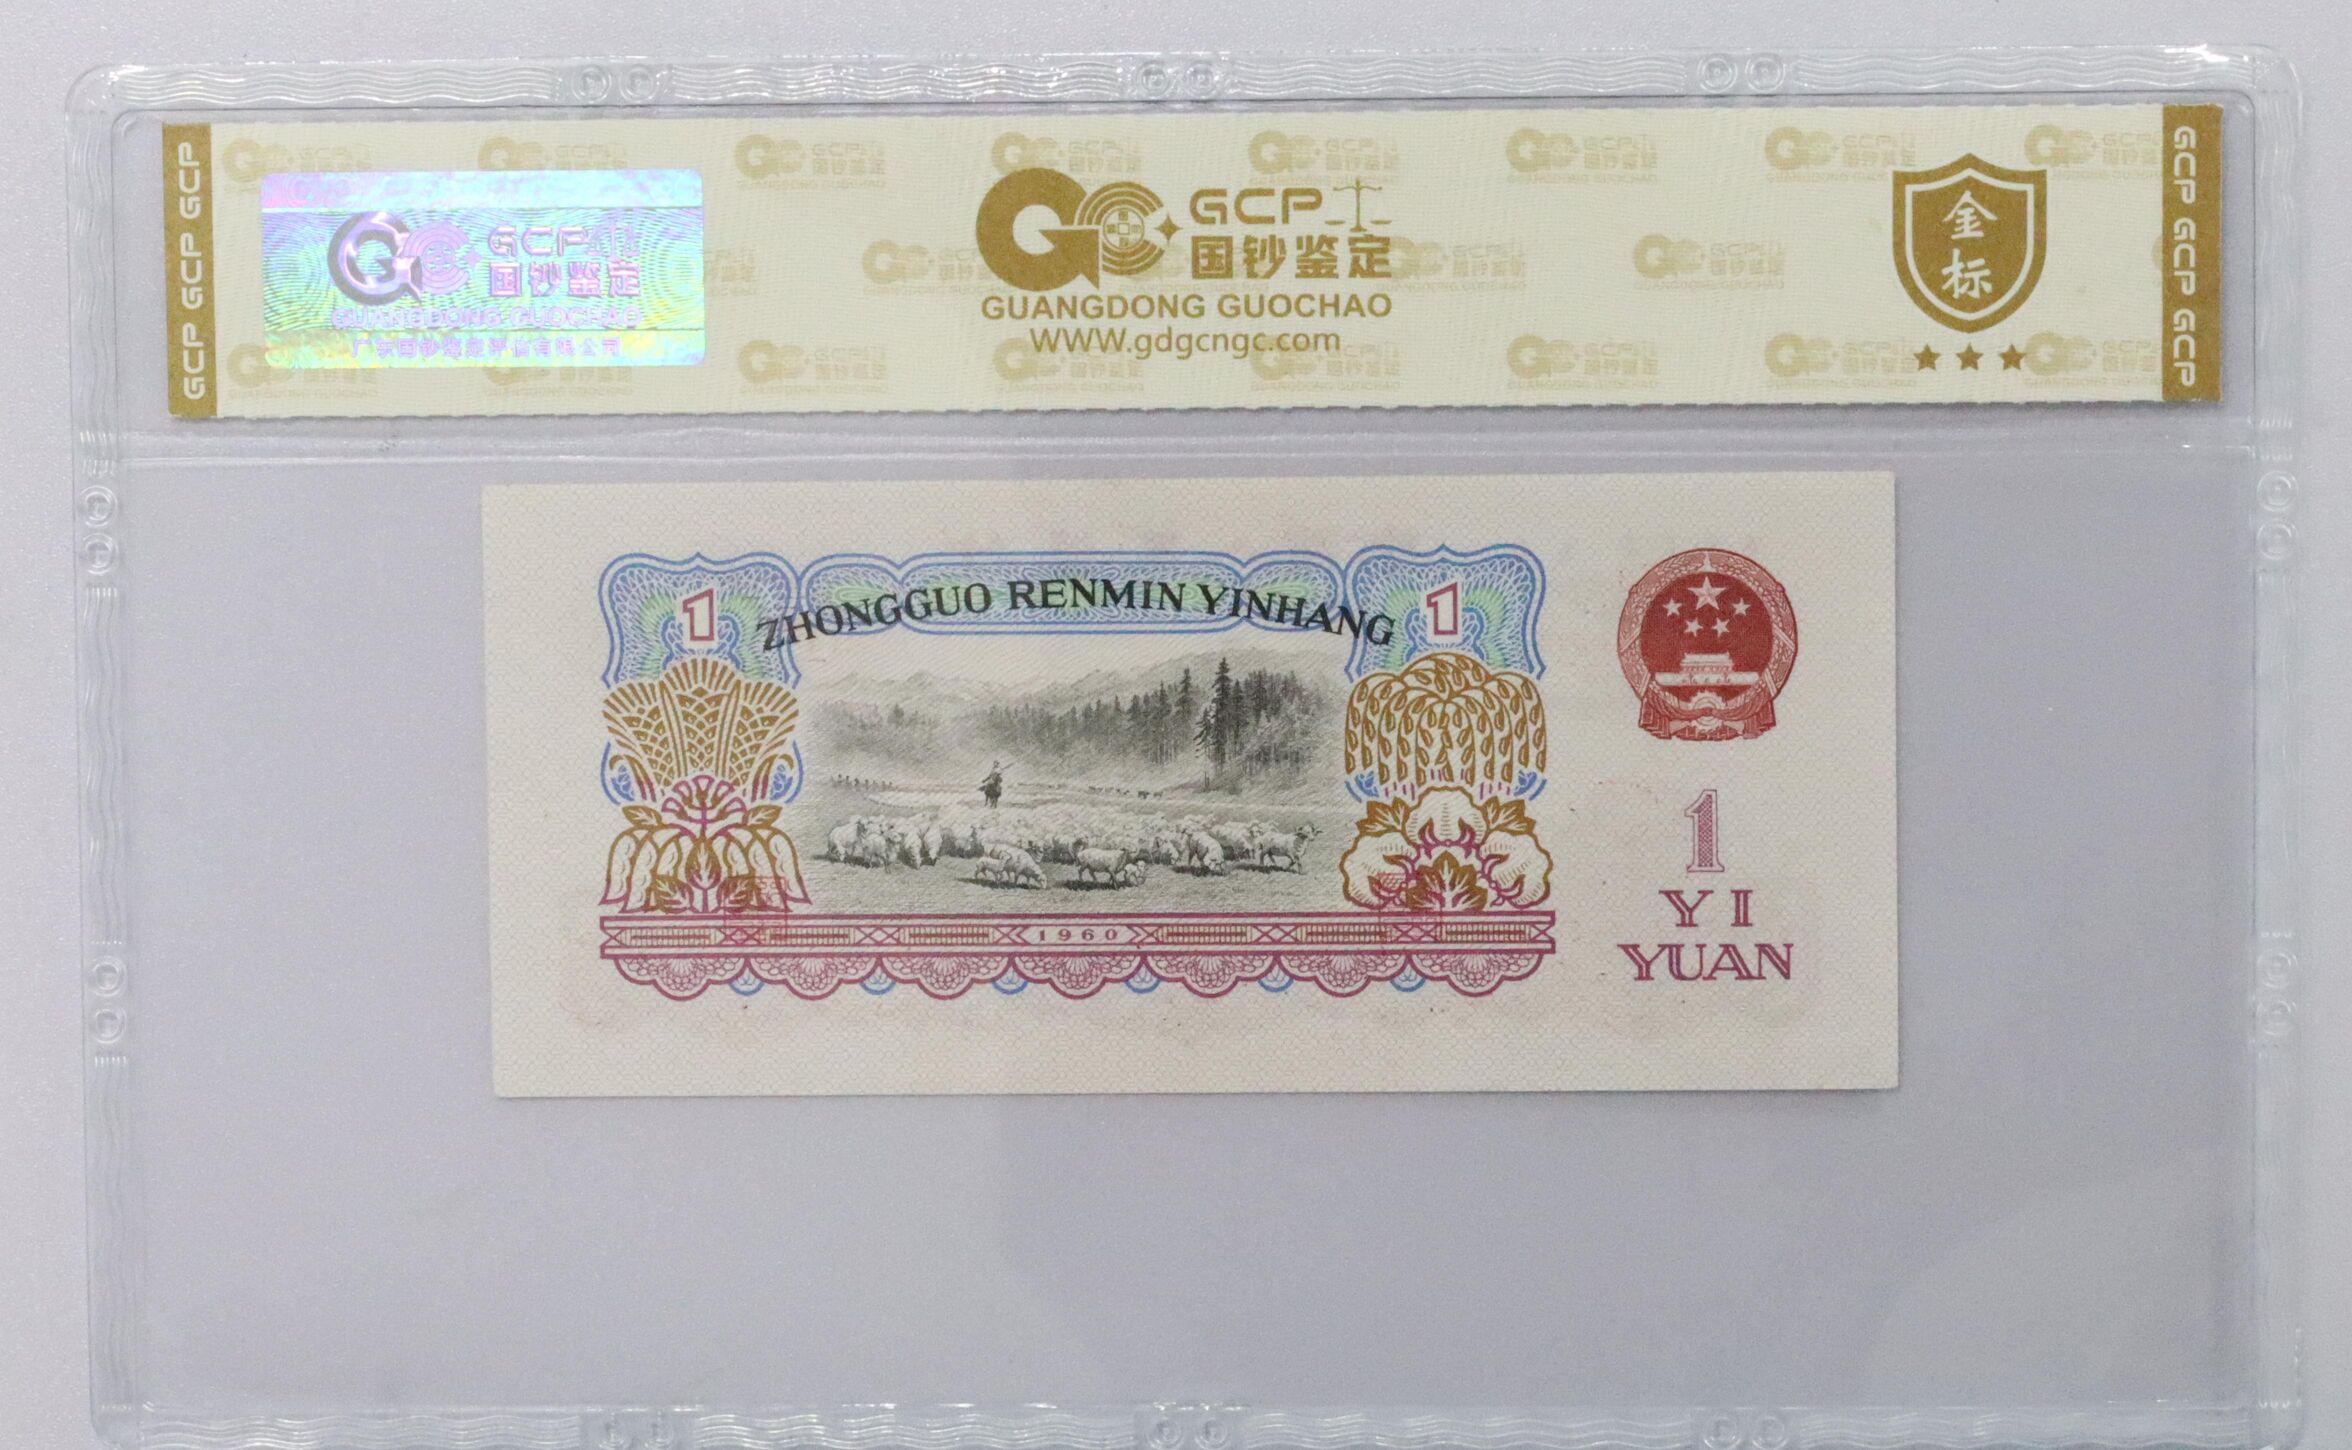 GCP GCP GCP
GCP
国钞鉴定
GUANGDONG GUOCHAO
广东国钞鉴定评估有限公司
GCP
国钞鉴定
GUANGDONG GUOCHAO
WWW.gdgcngc.com
金
标
GCP GCP GCP
ZHONGGUO RENMIN YINHANG
1
1
1960
1
YI
YUAN